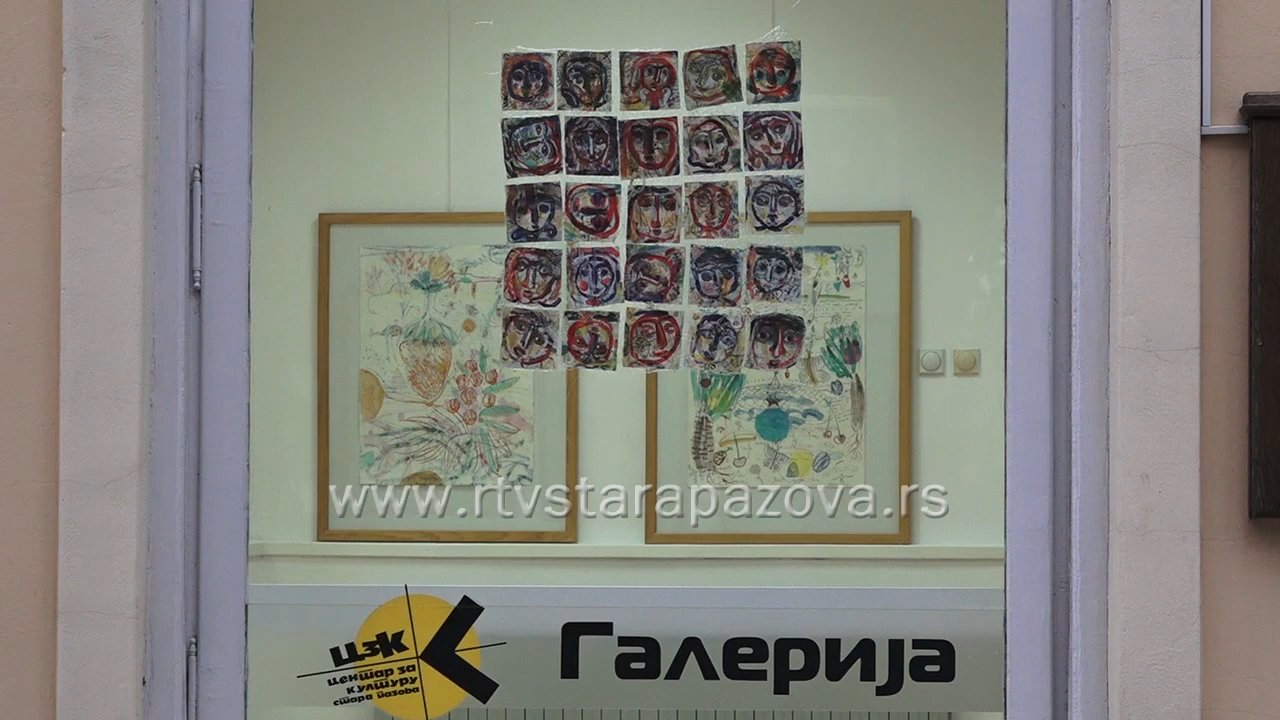 www.rtvstarapazova.rs
ЦЗК
центар за
културу
стара пазова
Галерија